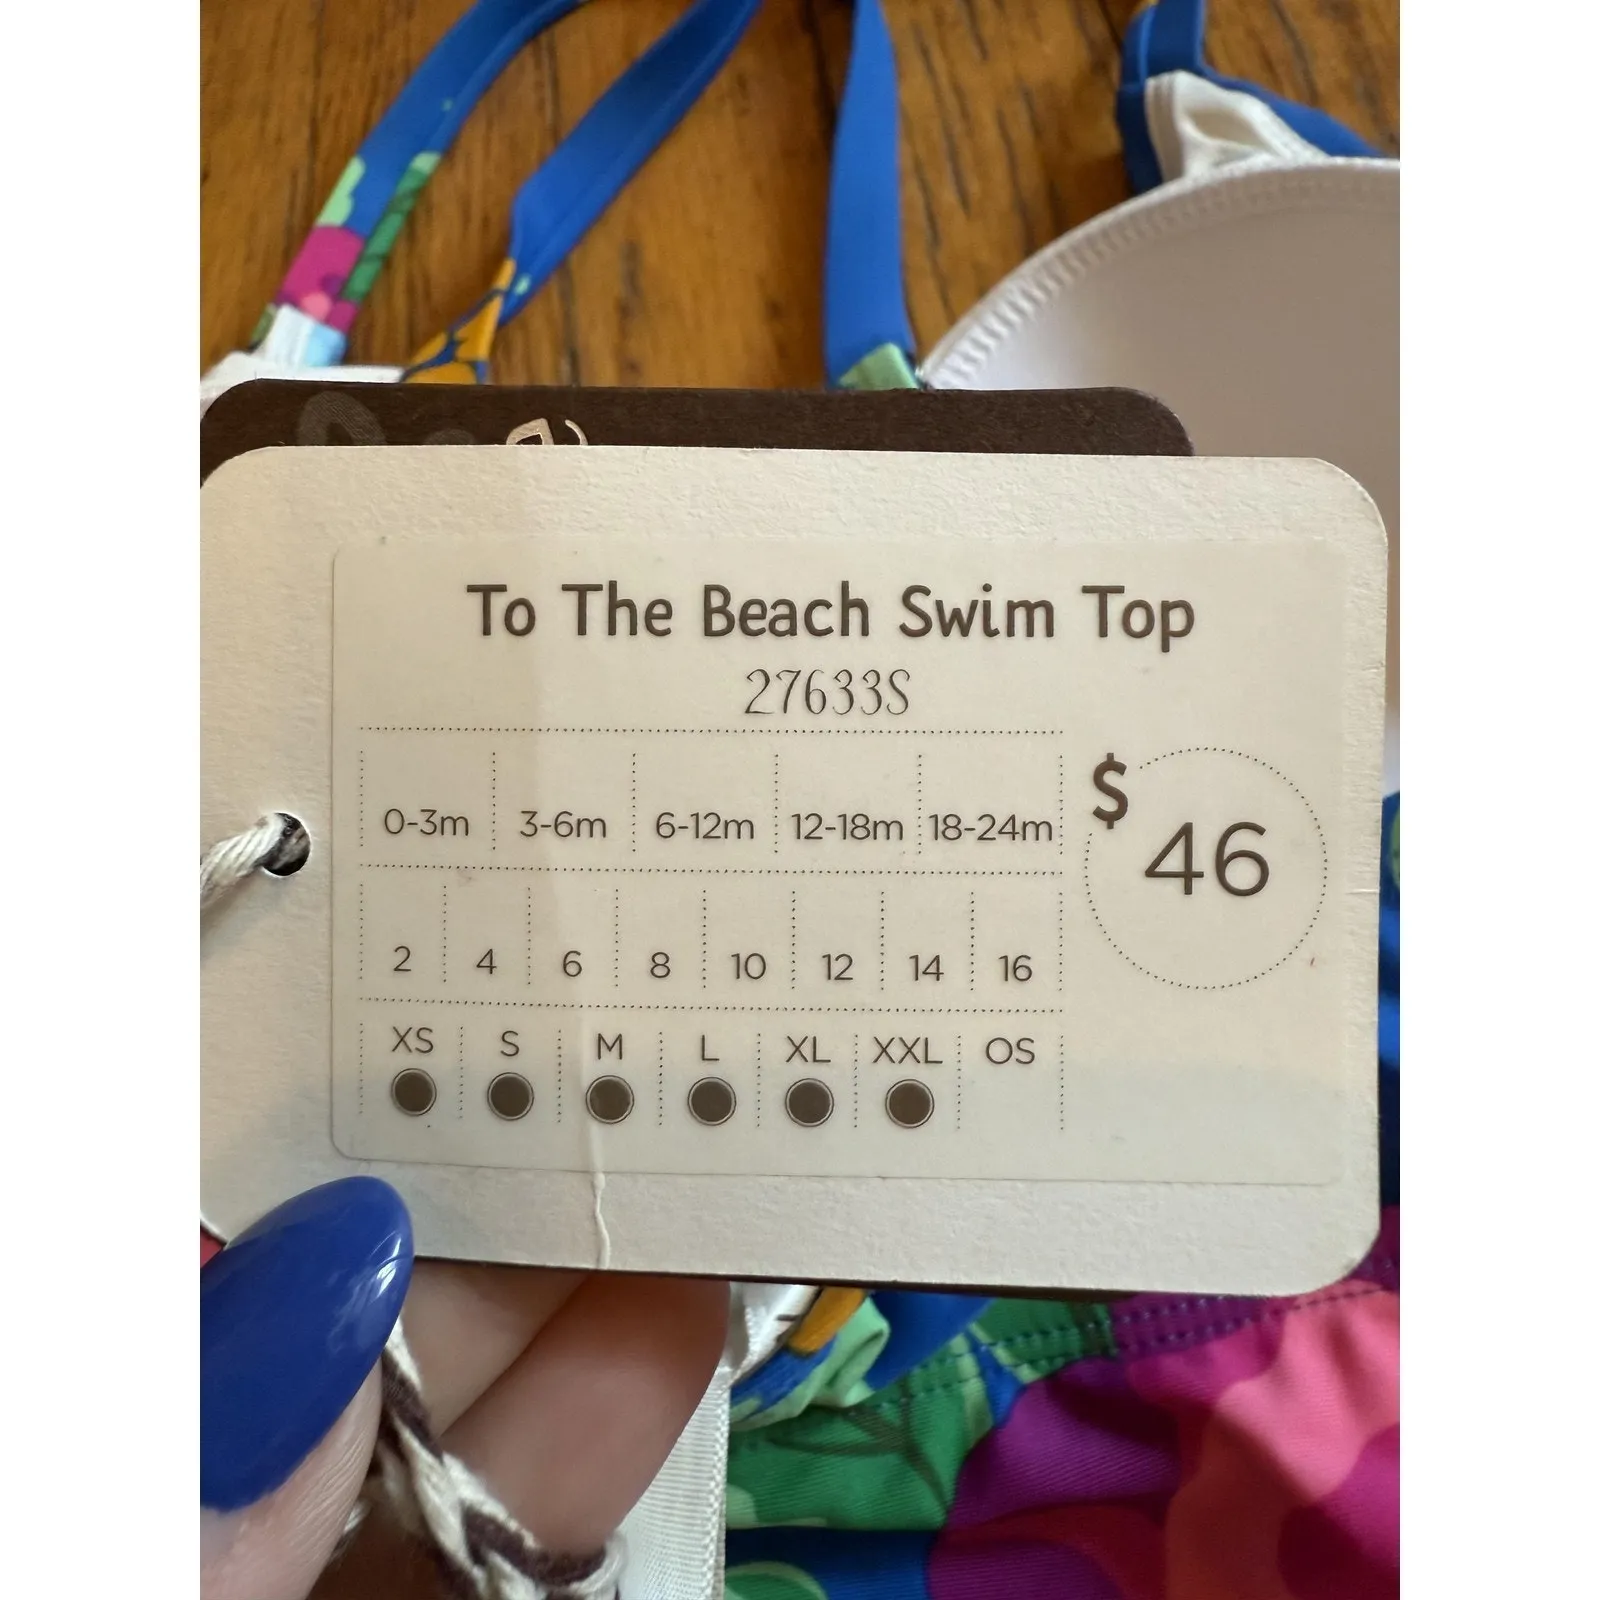 To The Beach Swim Top
27633S
$ 46
0-3m 3-6m 6-12m 12-18m 18-24m
2 4 6 8 10 12 14 16
XS S M L XL XXL OS